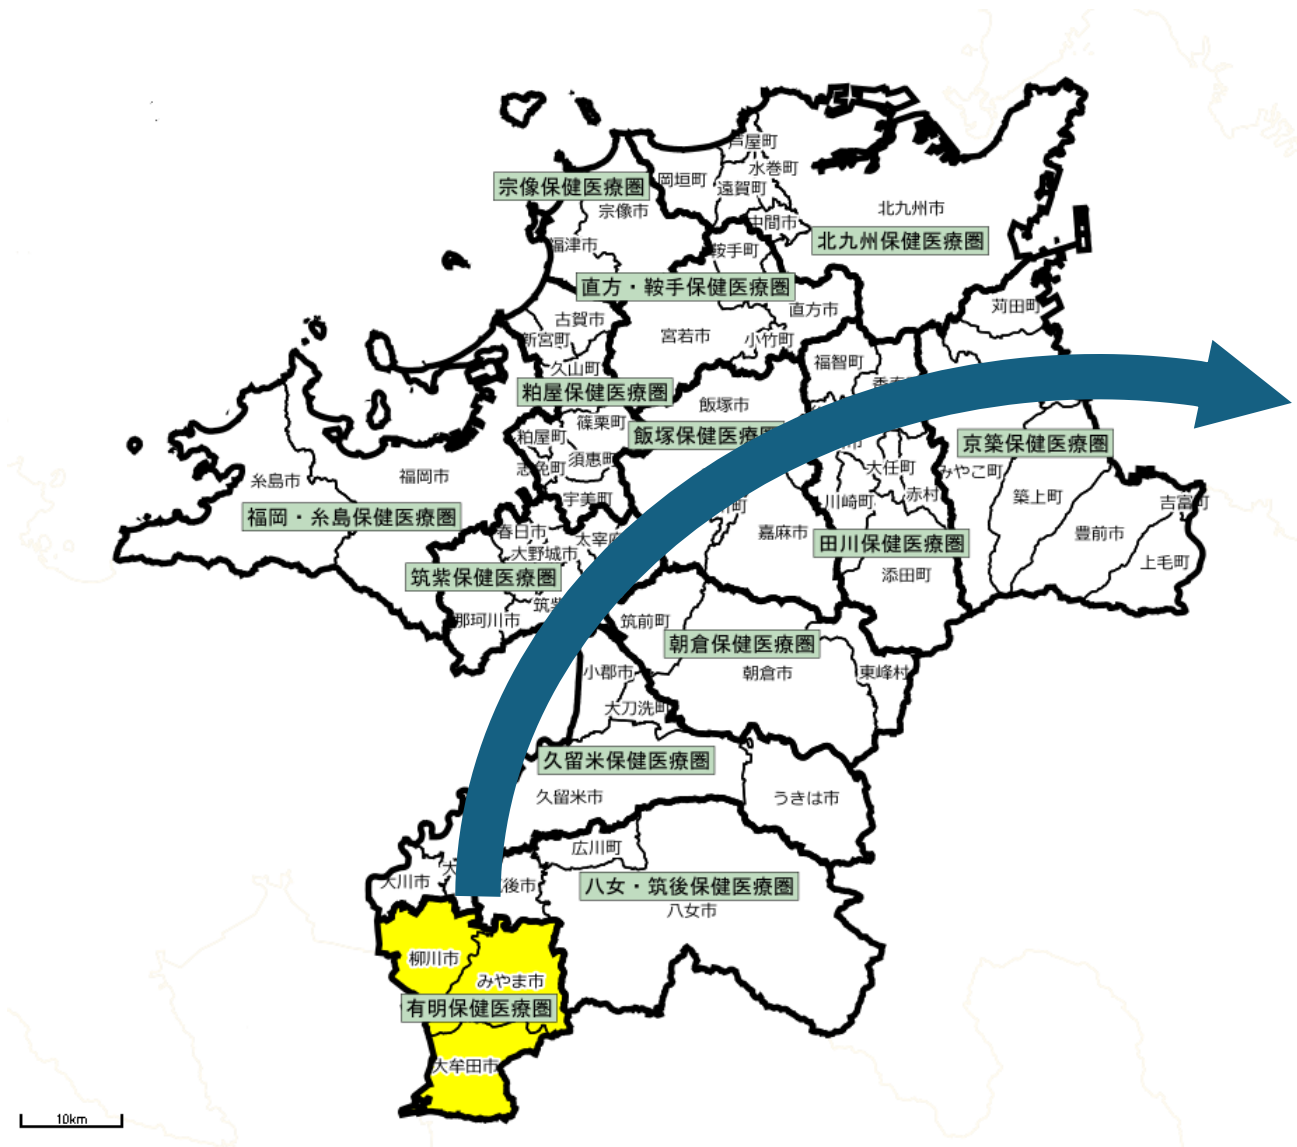 芦屋町
水巻町
岡垣町
遠賀町
宗像保健医療圏
宗像市
北九州市
中間市
北九州保健医療圏
福津市
鞍手町
直方・鞍手保健医療圏
直方市
苅田町
古賀市
新宮町
宮若市
小竹町
久山町
福智町
粕屋保健医療圏
飯塚市
篠栗町
飯塚保健医療圏
粕屋町
京築保健医療圏
志免町
須恵町
大任町
みやこ町
糸島市
福岡市
宇美町
川崎町
赤村
築上町
吉富町
福岡・糸島保健医療圏
春日市
太宰府
嘉麻市
豊前市
大野城市
田川保健医療圏
上毛町
筑紫保健医療圏
添田町
筑紫
那珂川市
筑前町
朝倉保健医療圏
小郡市
朝倉市
東峰村
大刀洗町
久留米保健医療圏
久留米市
うきは市
広川町
大
大川市
後市
八女・筑後保健医療圏
八女市
柳川市
みやま市
有明保健医療圏
大牟田市
10km